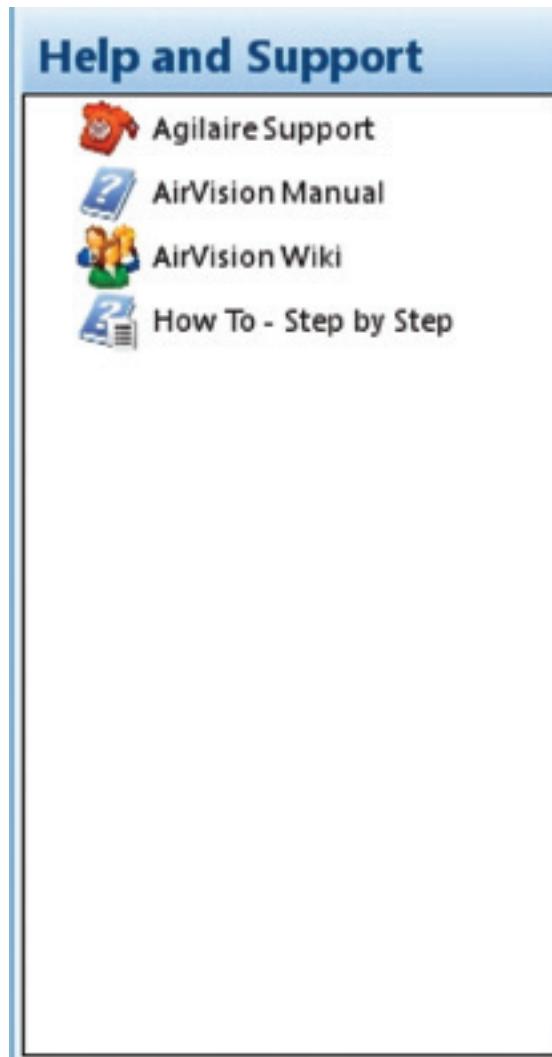 Help and Support
Agilaire Support
AirVision Manual
AirVision Wiki
How To - Step by Step